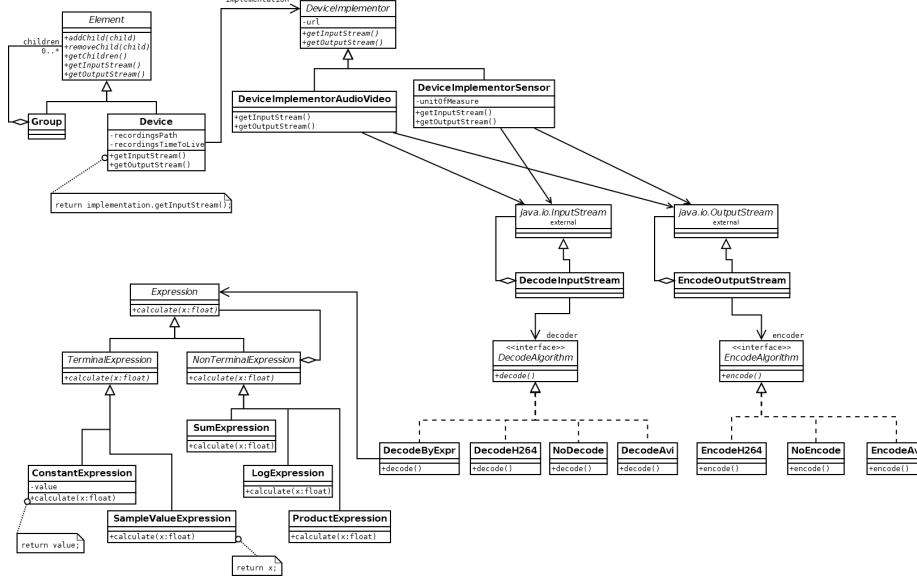 implementation
Element
+addChild(child)
+removeChild(child)
+getChildren()
+getInputStream()
+getOutputStream()
children
0..*
Group
Device
-recordingsPath
-recordingsTimeToLive
+getInputStream()
+getOutputStream()
return implementation.getInputStream();
DeviceImplementor
-url
+getInputStream()
+getOutputStream()
DeviceImplementorAudioVideo
+getInputStream()
+getOutputStream()
DeviceImplementorSensor
-unitOfMeasure
+getInputStream()
+getOutputStream()
java.io.InputStream
external
java.io.OutputStream
external
DecodeInputStream
EncodeOutputStream
decoder
<<interface>>
DecodeAlgorithm
+decode()
encoder
<<interface>>
EncodeAlgorithm
+encode()
DecodeByExpr
+decode()
DecodeH264
+decode()
NoDecode
+decode()
DecodeAvi
+decode()
EncodeH264
+encode()
NoEncode
+encode()
EncodeAv
+encode()
Expression
+calculate(x:float)
TerminalExpression
+calculate(x:float)
NonTerminalExpression
+calculate(x:float)
SumExpression
+calculate(x:float)
LogExpression
+calculate(x:float)
ProductExpression
+calculate(x:float)
ConstantExpression
-value
+calculate(x:float)
SampleValueExpression
+calculate(x:float)
return value;
return x;